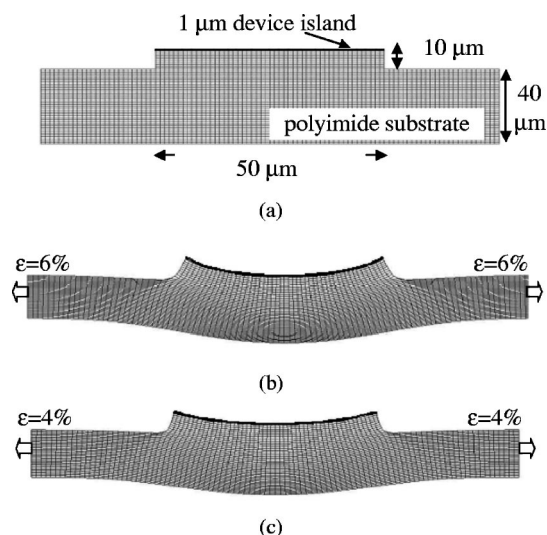 1 μm device island
10 μm
40
μm
polyimide substrate
50 μm
(a)
ε=6% ε=6%
(b)
ε=4% ε=4%
(c)